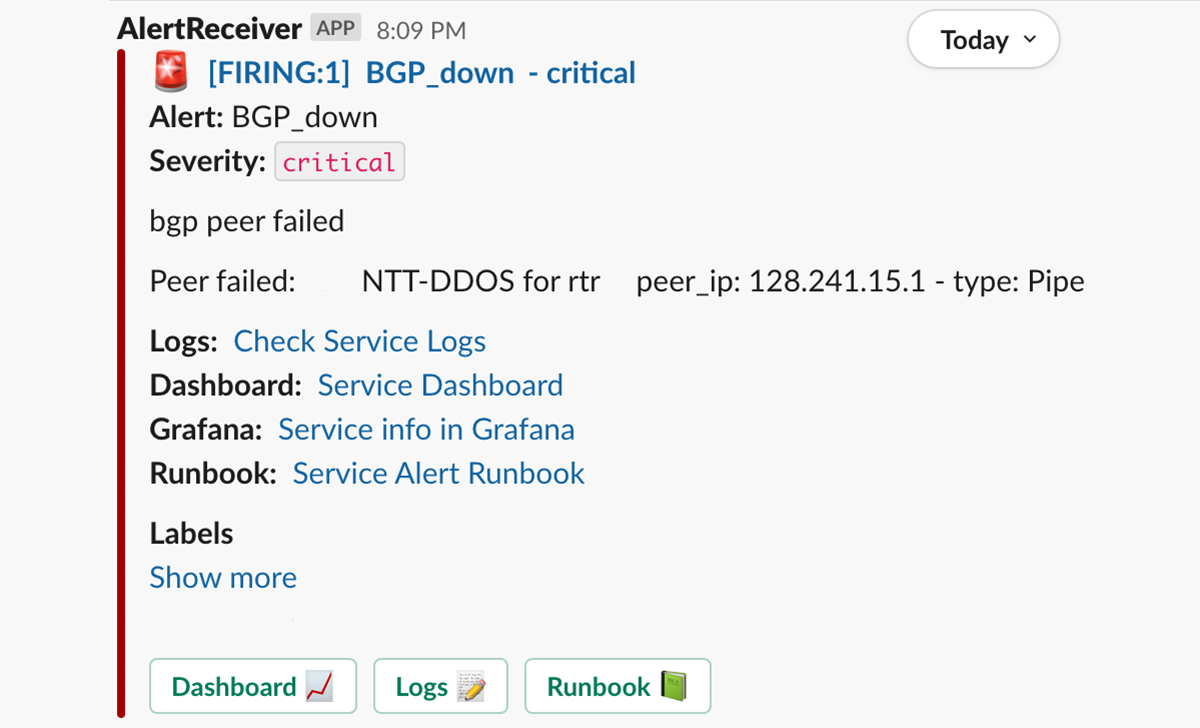 AlertReceiver APP 8:09 PM
Today
[FIRING:1] BGP_down - critical
Alert: BGP_down
Severity: critical
bgp peer failed
Peer failed: NTT-DDOS for rtr peer_ip: 128.241.15.1 - type: Pipe
Logs: Check Service Logs
Dashboard: Service Dashboard
Grafana: Service info in Grafana
Runbook: Service Alert Runbook
Labels
Show more
Dashboard Logs Runbook